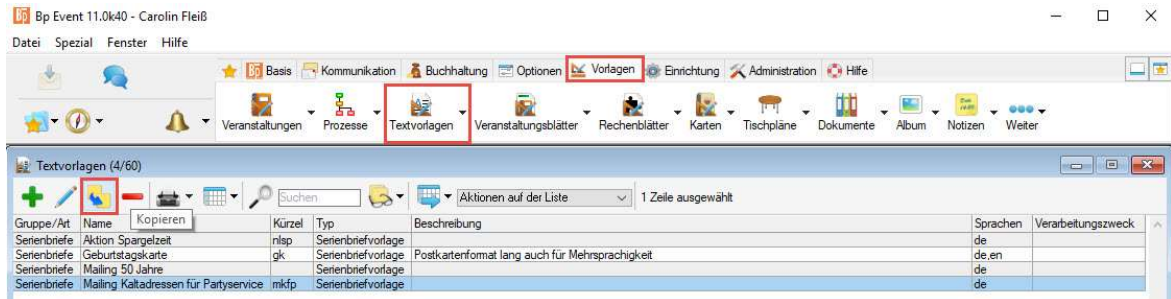 Bp Bp Event 11.0k40 - Carolin Fleiß
Datei Spezial Fenster Hilfe
Bp Basis Kommunikation Buchhaltung Optionen Vorlagen Einrichtung Administration Hilfe
Veranstaltungen Prozesse Textvorlagen Veranstaltungsblätter Rechenblätter Karten Tischpläne Dokumente Album Notizen Weiter
Textvorlagen (4/60)
Suchen Aktionen auf der Liste 1 Zeile ausgewählt
Kopieren
Gruppe/Art Name Kürzel Typ Beschreibung Sprachen Verarbeitungszweck
Serienbriefe Aktion Spargelzeit nlsp Serienbriefvorlage de
Serienbriefe Geburtstagskarte gk Serienbriefvorlage Postkartenformat lang auch für Mehrsprachigkeit de,en
Serienbriefe Mailing 50 Jahre Serienbriefvorlage de
Serienbriefe Mailing Kaltadressen für Partyservice mkfp Serienbriefvorlage de